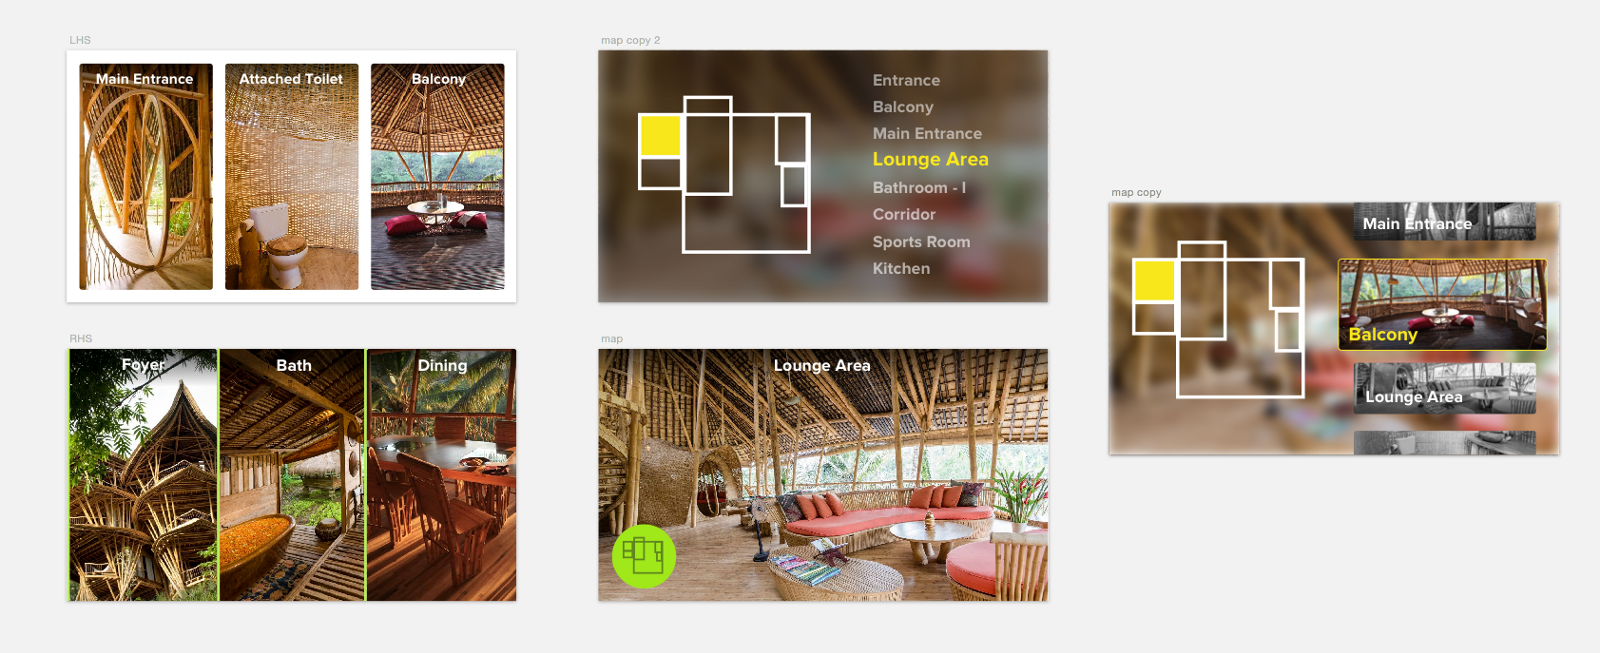 LHS
Main Entrance
Attached Toilet
Balcony
map copy 2
Entrance
Balcony
Main Entrance
Lounge Area
Bathroom - I
Corridor
Sports Room
Kitchen
map copy
Main Entrance
Balcony
Lounge Area
RHS
Foyer
Bath
Dining
map
Lounge Area